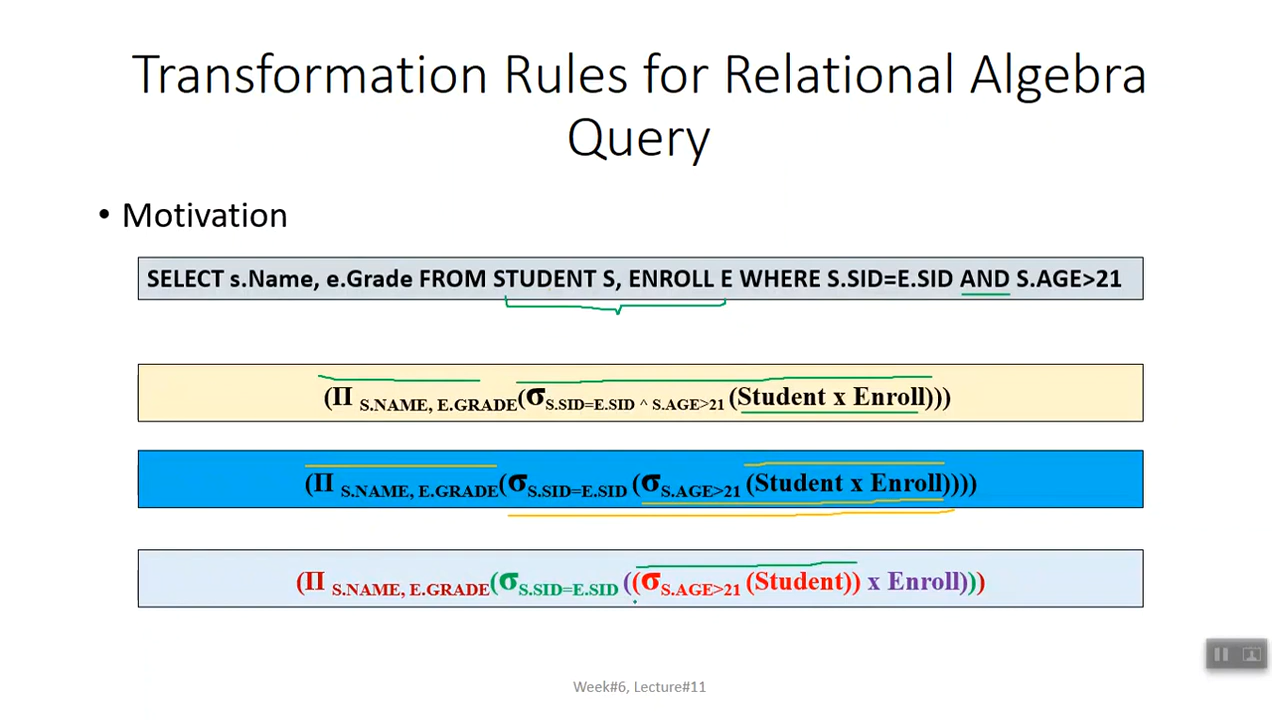 Transformation Rules for Relational Algebra
Query
• Motivation
SELECT s.Name, e.Grade FROM STUDENT S, ENROLL E WHERE S.SID=E.SID AND S.AGE>21
(Π S.NAME, E.GRADE(σS.SID=E.SID ^ S.AGE>21 (Student x Enroll)))
(Π S.NAME, E.GRADE(σS.SID=E.SID (σS.AGE>21 (Student x Enroll))))
(Π S.NAME, E.GRADE(σS.SID=E.SID ((σS.AGE>21 (Student)) x Enroll)))
Week#6, Lecture#11